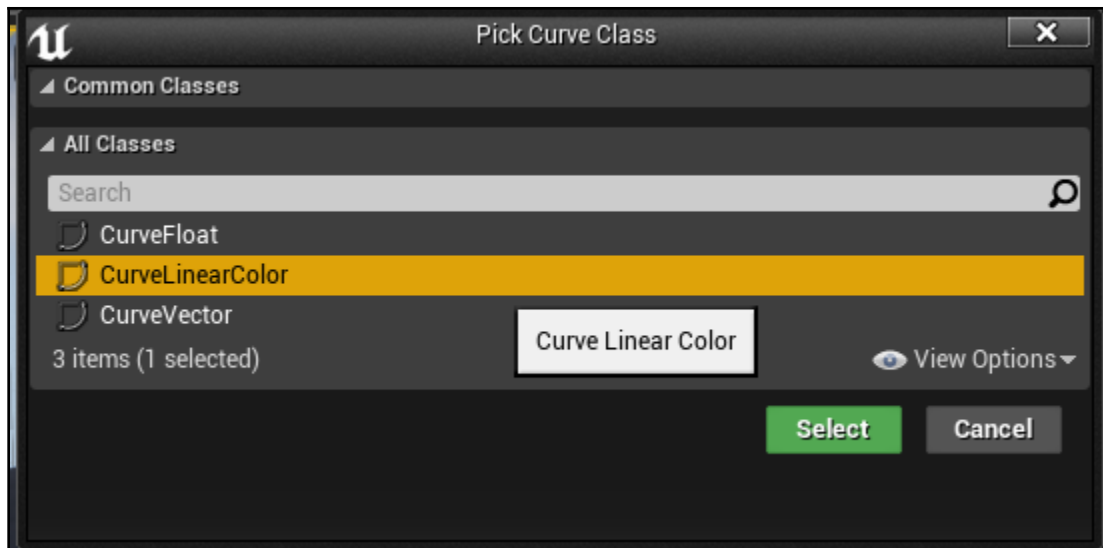 Pick Curve Class
Common Classes
All Classes
Search
CurveFloat
CurveLinearColor
CurveVector
Curve Linear Color
3 items (1 selected)
View Options
Select Cancel